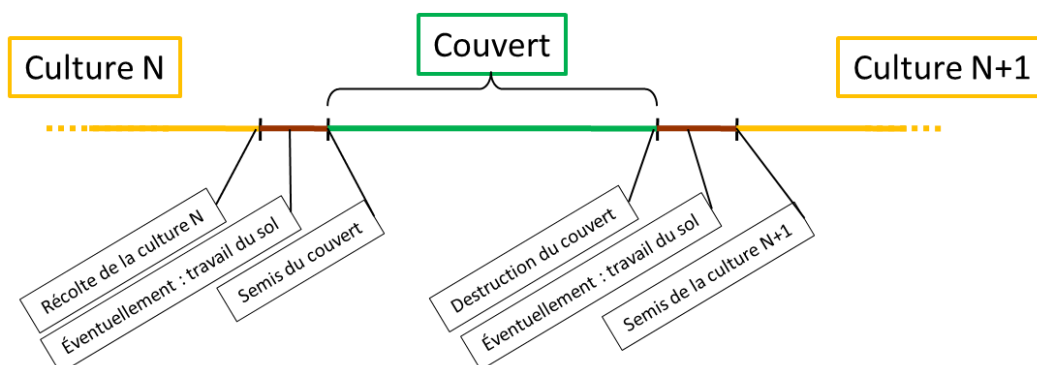 Culture N
Couvert
Culture N+1
Récolte de la culture N
Éventuellement : travail du sol
Semis du couvert
Destruction du couvert
Éventuellement : travail du sol
Semis de la culture N+1